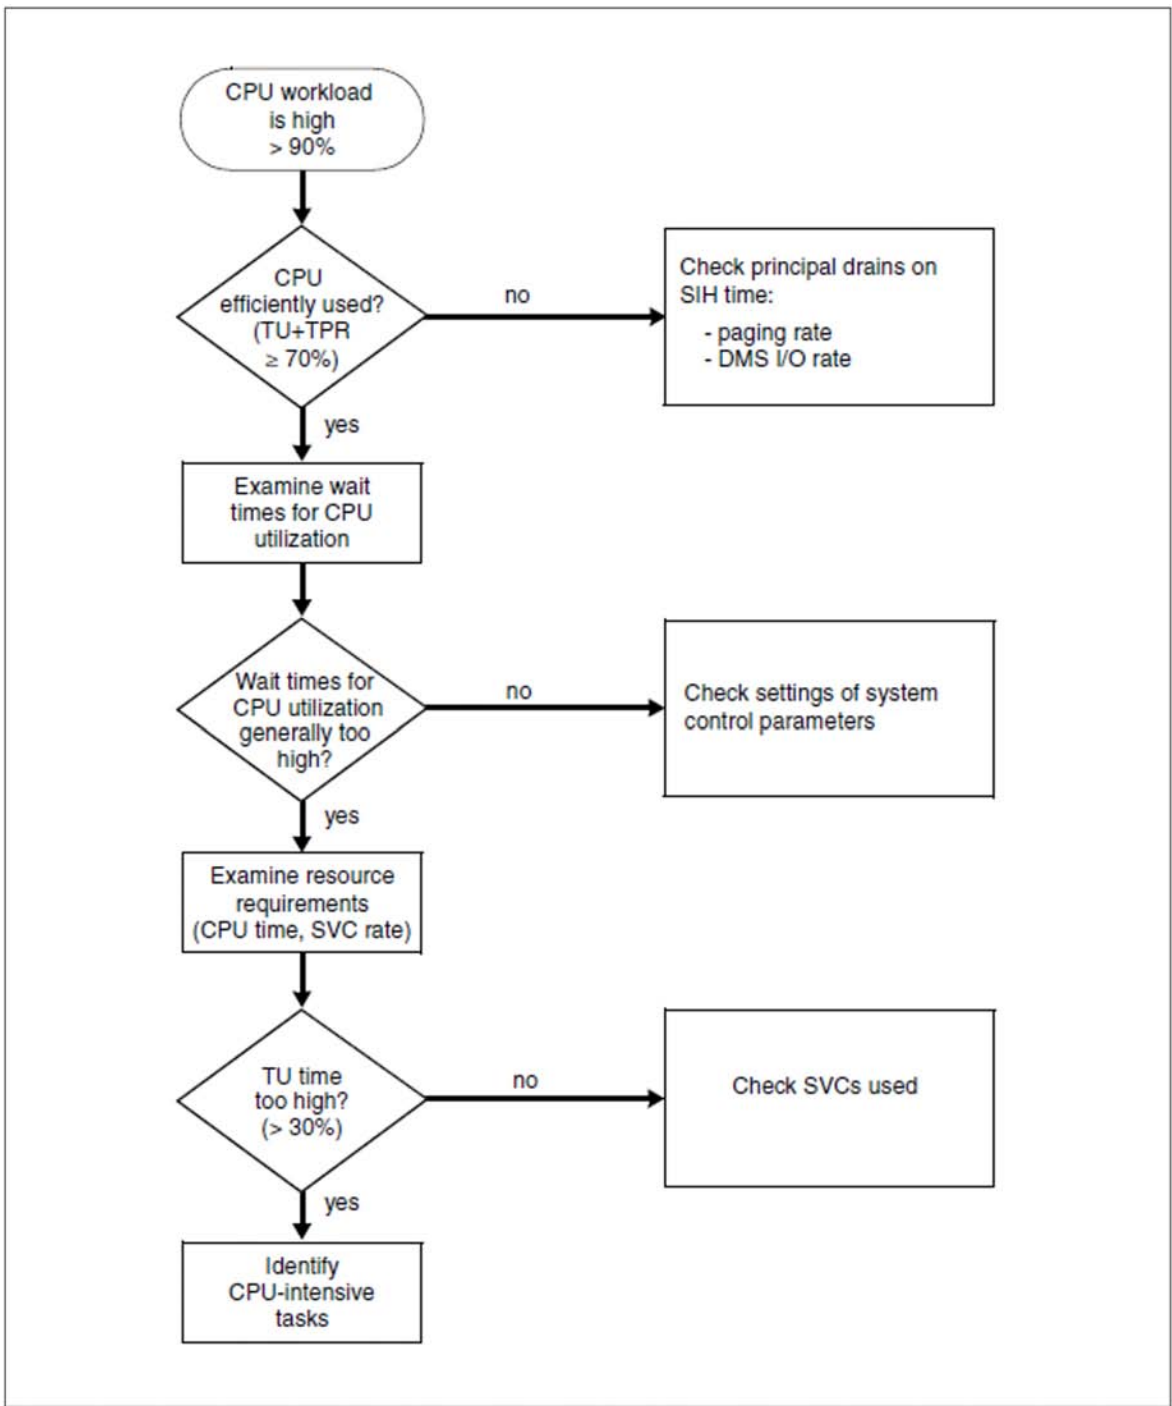 CPU workload
is high
> 90%
CPU
efficiently used?
(TU+TPR
≥ 70%)
no
Check principal drains on
SIH time:
- paging rate
- DMS I/O rate
yes
Examine wait
times for CPU
utilization
Wait times for
CPU utilization
generally too
high?
no
Check settings of system
control parameters
yes
Examine resource
requirements
(CPU time, SVC rate)
TU time
too high?
(> 30%)
no
Check SVCs used
yes
Identify
CPU-intensive
tasks